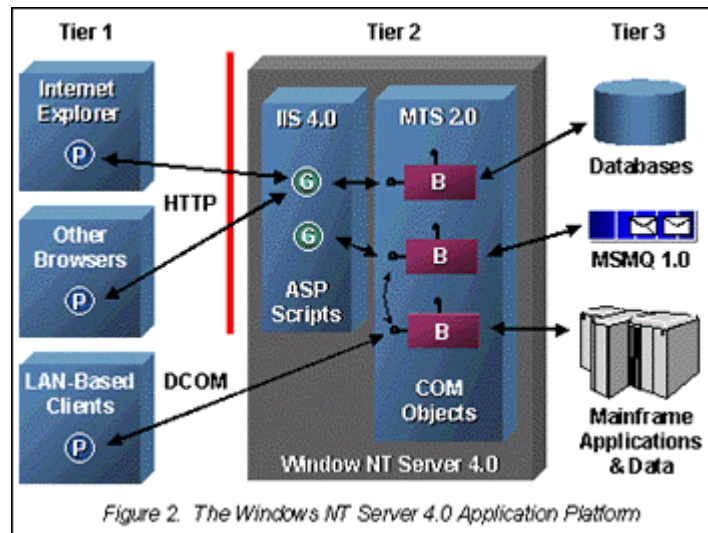 Tier 1
Tier 2
Tier 3
Internet
Explorer
P
HTTP
Other
Browsers
P
LAN-Based
Clients
P
DCOM
IIS 4.0
G
G
ASP
Scripts
MTS 2.0
B
B
B
COM
Objects
Window NT Server 4.0
Databases
MSMQ 1.0
Mainframe
Applications
& Data
Figure 2. The Windows NT Server 4.0 Application Platform